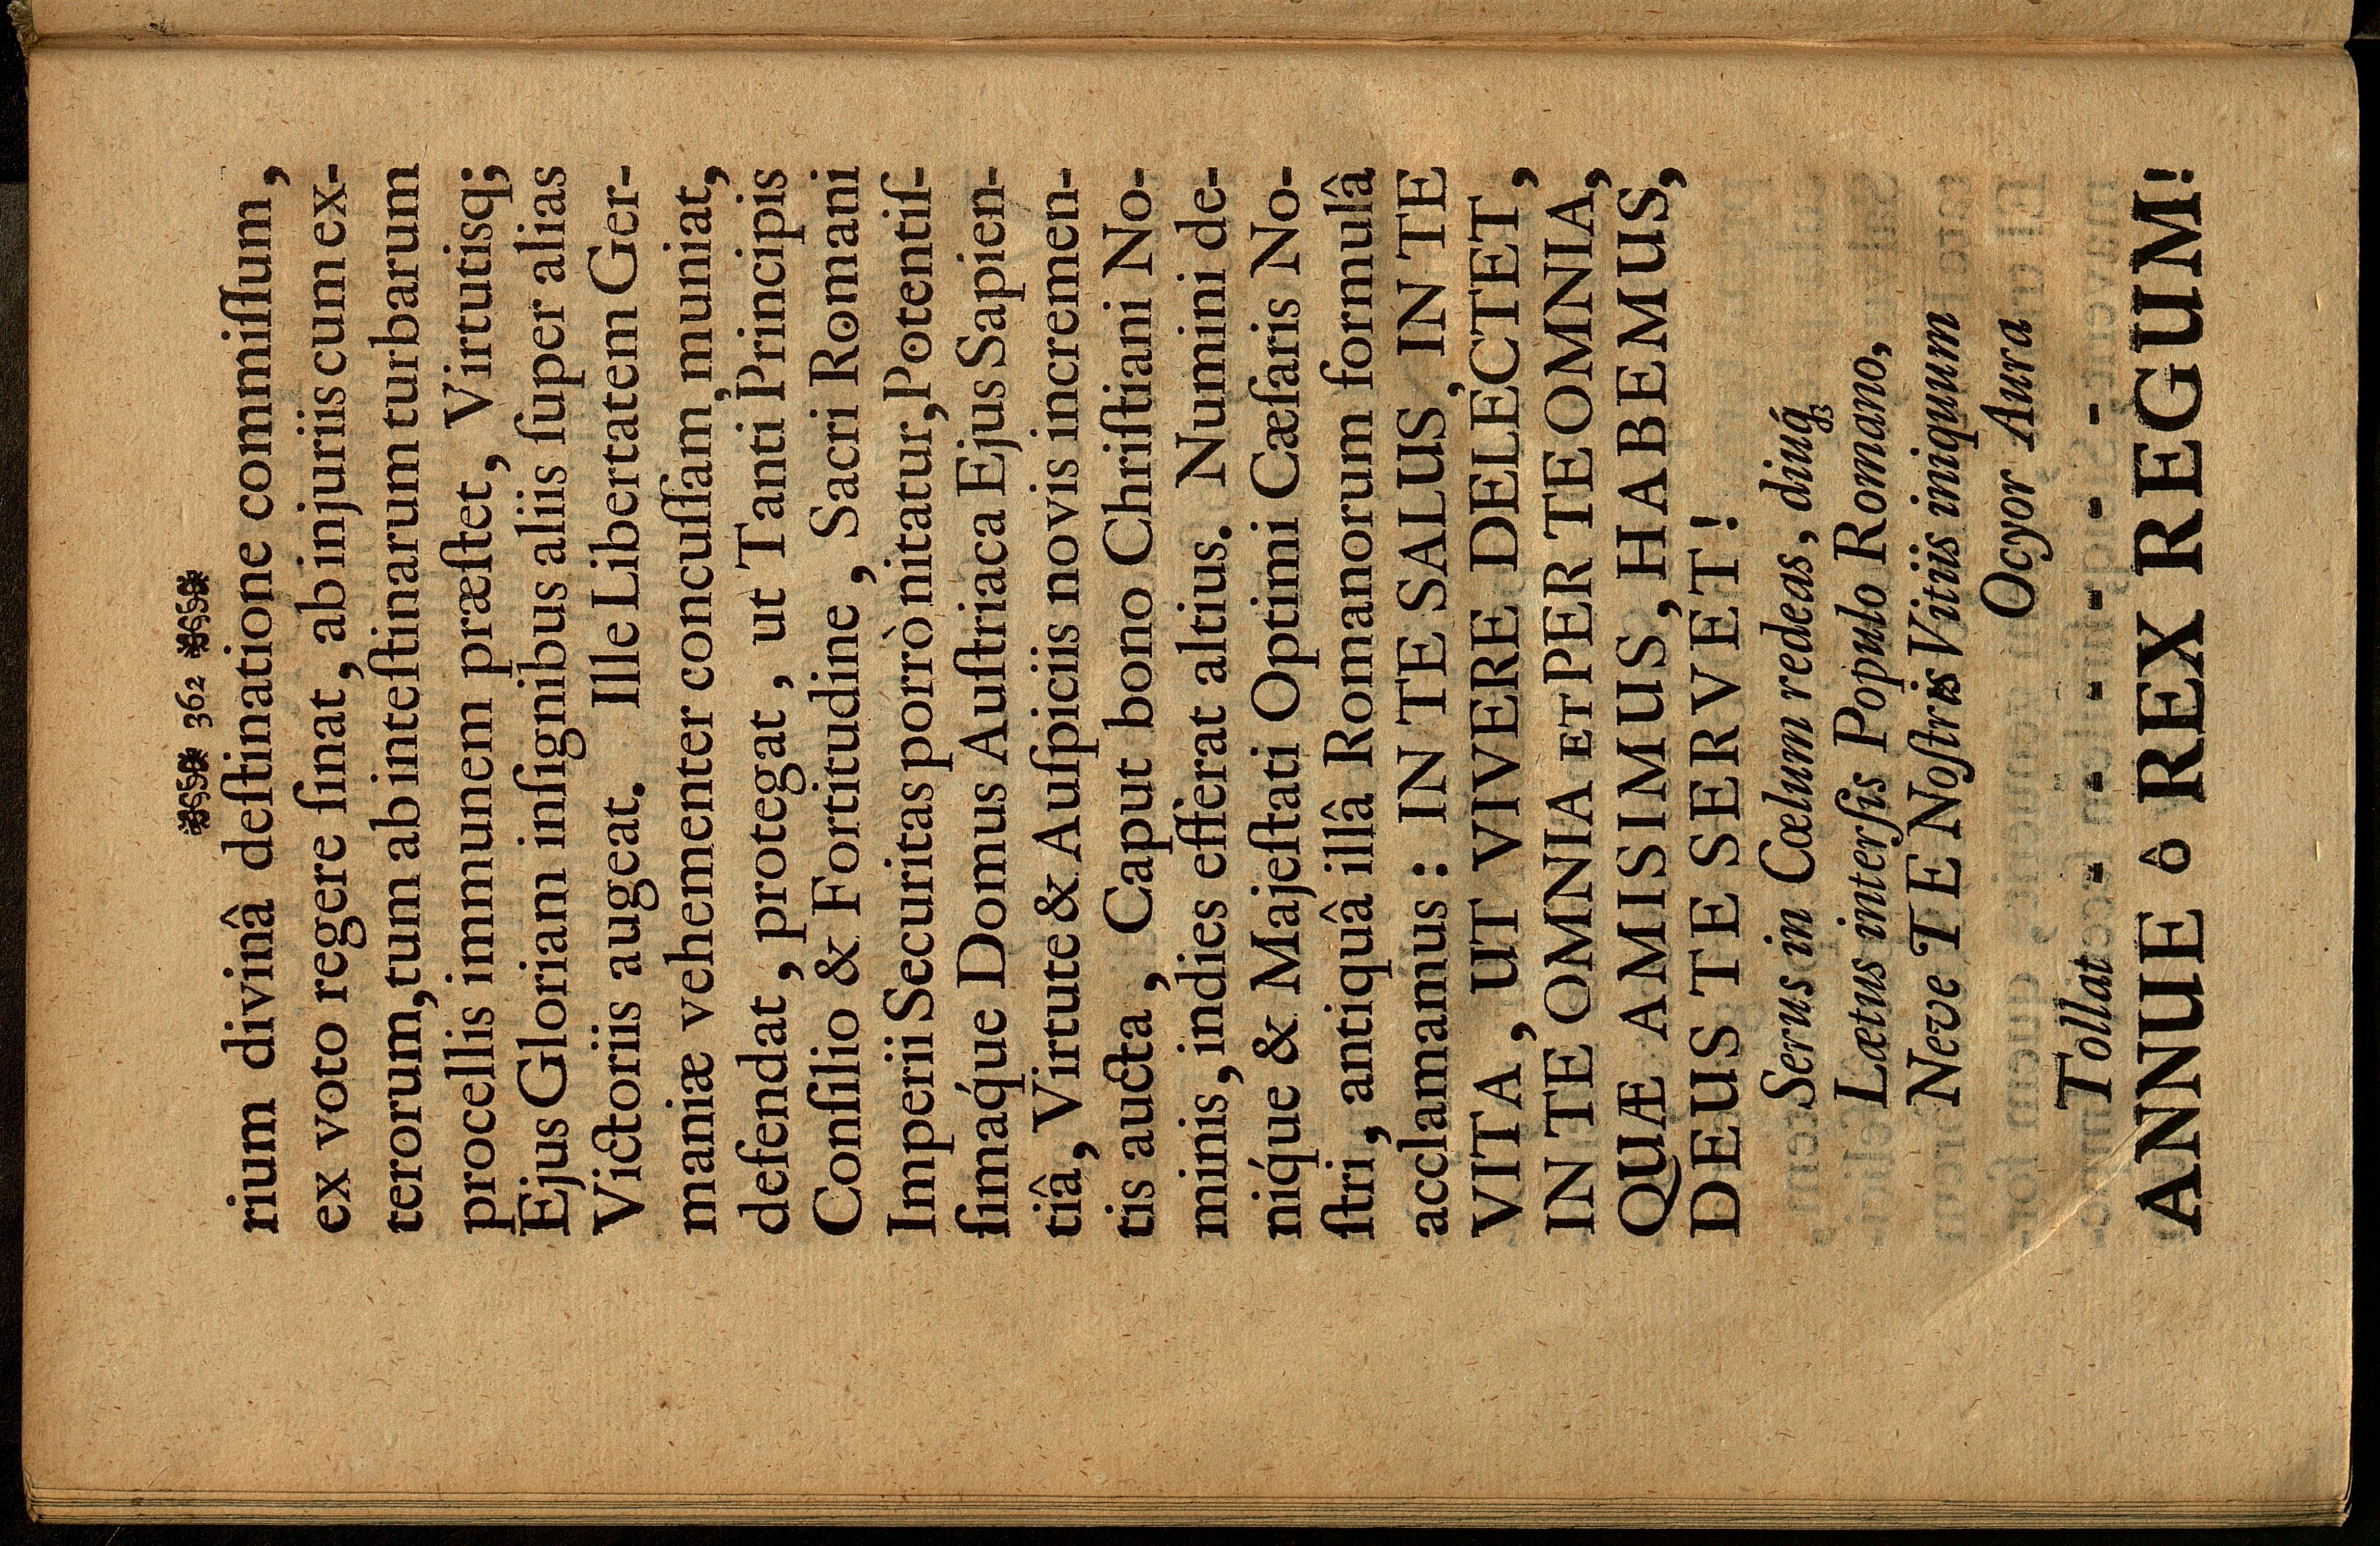 362
rium divinâ deſtinatione commiſſum,
ex voto regere ſinat, ab injuriis cum ex-
terorum, tum ab inteſtinarum turbarum
procellis immunem præſtet, Virtutisq;
Ejus Gloriam inſignibus aliis ſuper alias
Victoriis augeat. Ille Libertatem Ger-
maniæ vehementer concuſſam, muniat,
defendat, protegat, ut Tanti Principis
Conſilio & Fortitudine, Sacri Romani
Imperii Securitas porrò nitatur, Potentiſ-
ſimaq́ue Domus Auſtriaca Ejus Sapien-
tiâ, Virtute & Auſpiciis novis incremen-
tis aucta, Caput bono Chriſtiani No-
minis, indies efferat altius. Numini de-
niq́ue & Majeſtati Optimi Cæſaris No-
ſtri, antiquâ illâ Romanorum formulâ
acclamamus: IN TE SALUS, IN TE
VITA, UT VIVERE DELECTET,
IN TE OMNIA ET PER TE OMNIA,
QUÆ AMISIMUS, HABEMUS,
DEUS TE SERVET!
Serus in Cœlum redeas, diuq́;
Lætus interſis Populo Romano,
Neve TE Noſtris Vitiis iniquum
Ocyor Aura
Tollat - - - - - -
ANNUE ô REX REGUM!